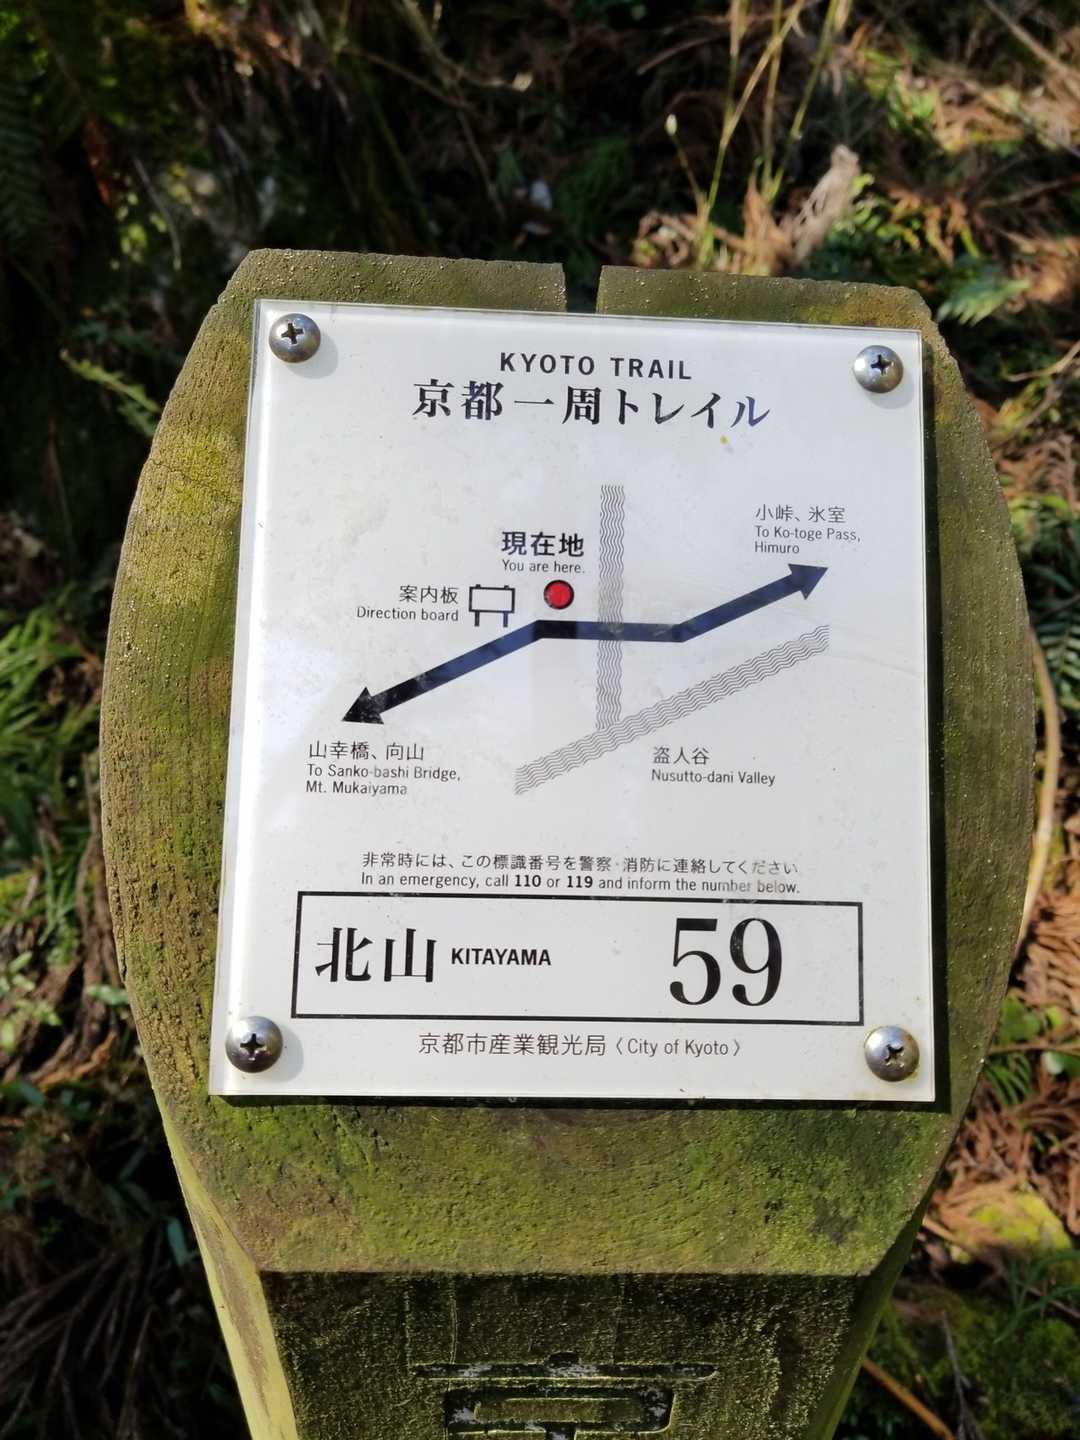 KYOTO TRAIL
京都一周トレイル
小峠、氷室
To Ko-toge Pass,
Himuro
現在地
You are here.
案内板
Direction board
山幸橋、向山
To Sanko-bashi Bridge,
Mt. Mukaiyama
盗人谷
Nusutto-dani Valley
非常時には、この標識番号を警察・消防に連絡してください
In an emergency, call 110 or 119 and inform the number below.
北山 KITAYAMA 59
京都市産業観光局〈City of Kyoto〉